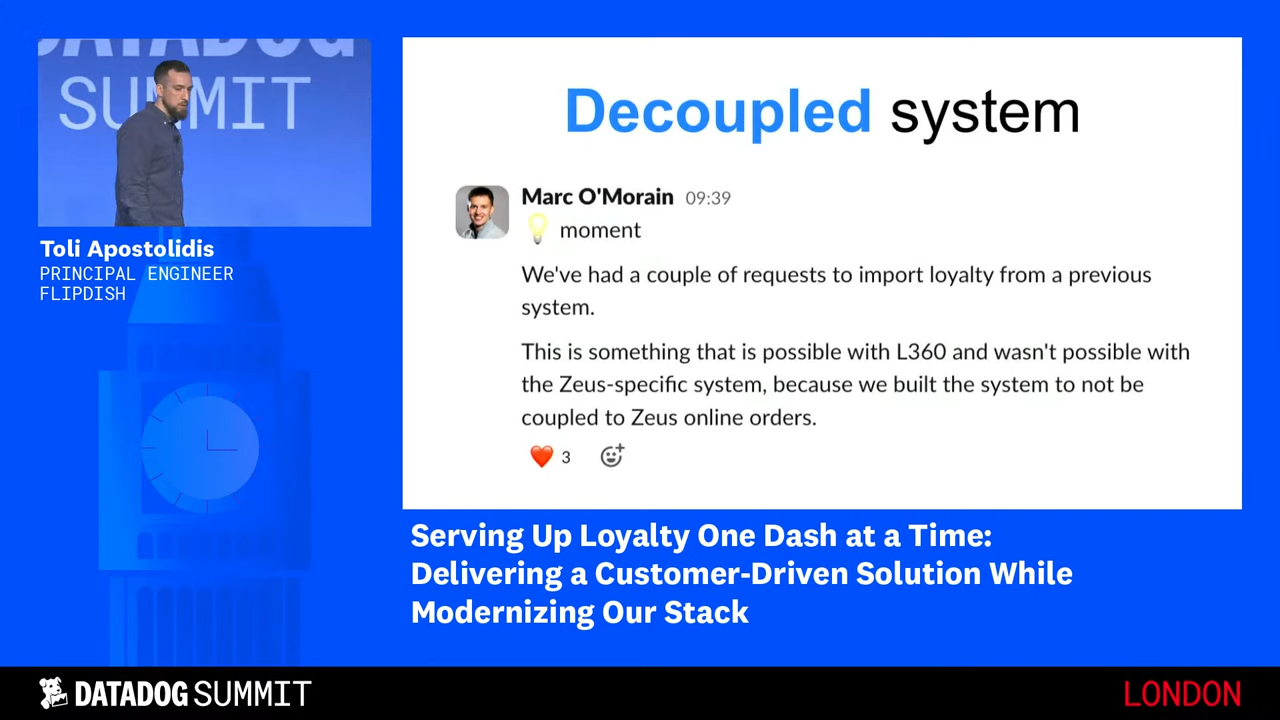 DATADOG
SUMMIT
Toli Apostolidis
PRINCIPAL ENGINEER
FLIPDISH
Decoupled system
Marc O'Morain 09:39
💡 moment
We've had a couple of requests to import loyalty from a previous
system.
This is something that is possible with L360 and wasn't possible with
the Zeus-specific system, because we built the system to not be
coupled to Zeus online orders.
❤️ 3
Serving Up Loyalty One Dash at a Time:
Delivering a Customer-Driven Solution While
Modernizing Our Stack
DATADOG SUMMIT
LONDON